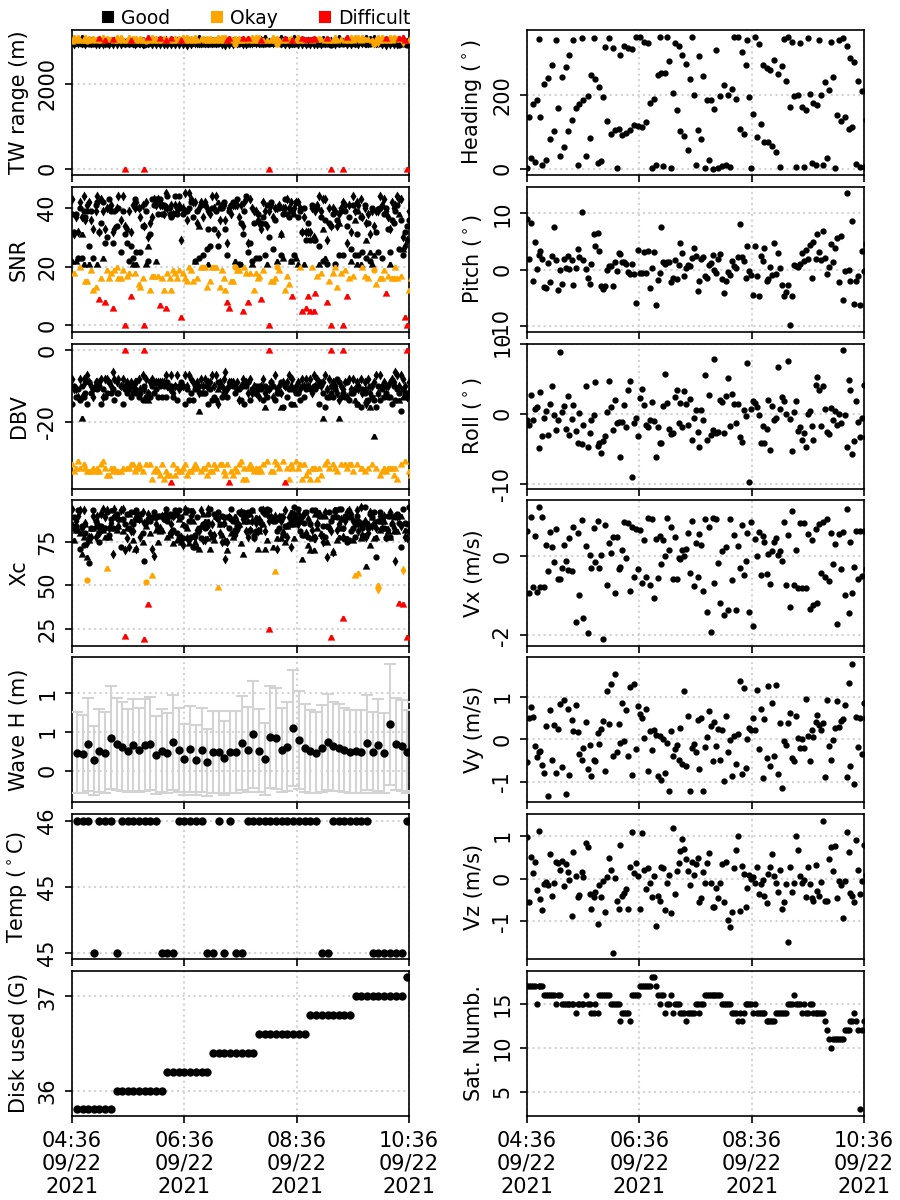 Good Okay Difficult
TW range (m)
2000
0
Heading (°)
200
0
SNR
40
20
0
Pitch (°)
10
0
-10
DBV
0
-20
Roll (°)
10
0
-10
Xc
75
50
25
Vx (m/s)
0
-2
Wave H (m)
1
1
0
Vy (m/s)
1
0
-1
Temp (°C)
46
45
45
Vz (m/s)
1
0
-1
Disk used (G)
37
36
Sat. Numb.
15
10
5
04:36 06:36 08:36 10:36 04:36 06:36 08:36 10:36
09/22 09/22 09/22 09/22 09/22 09/22 09/22 09/22
2021 2021 2021 2021 2021 2021 2021 2021